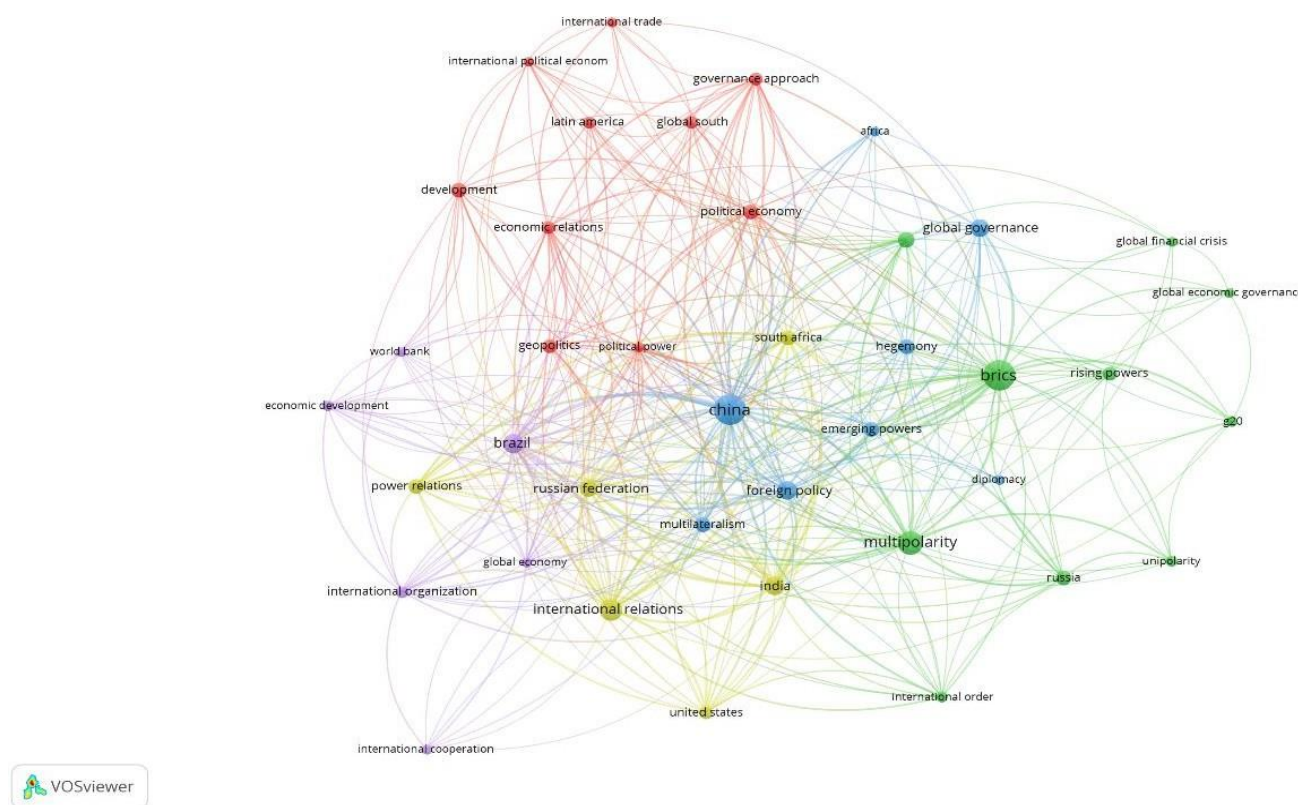 international trade
international political econom
governance approach
latin america
global south
africa
development
political economy
economic relations
global governance
global financial crisis
global economic governance
south africa
world bank
geopolitics
political power
hegemony
brics
rising powers
economic development
china
g20
emerging powers
brazil
power relations
russian federation
foreign policy
diplomacy
multilateralism
multipolarity
global economy
unipolarity
russia
international organization
india
international relations
international order
united states
international cooperation
VOSviewer